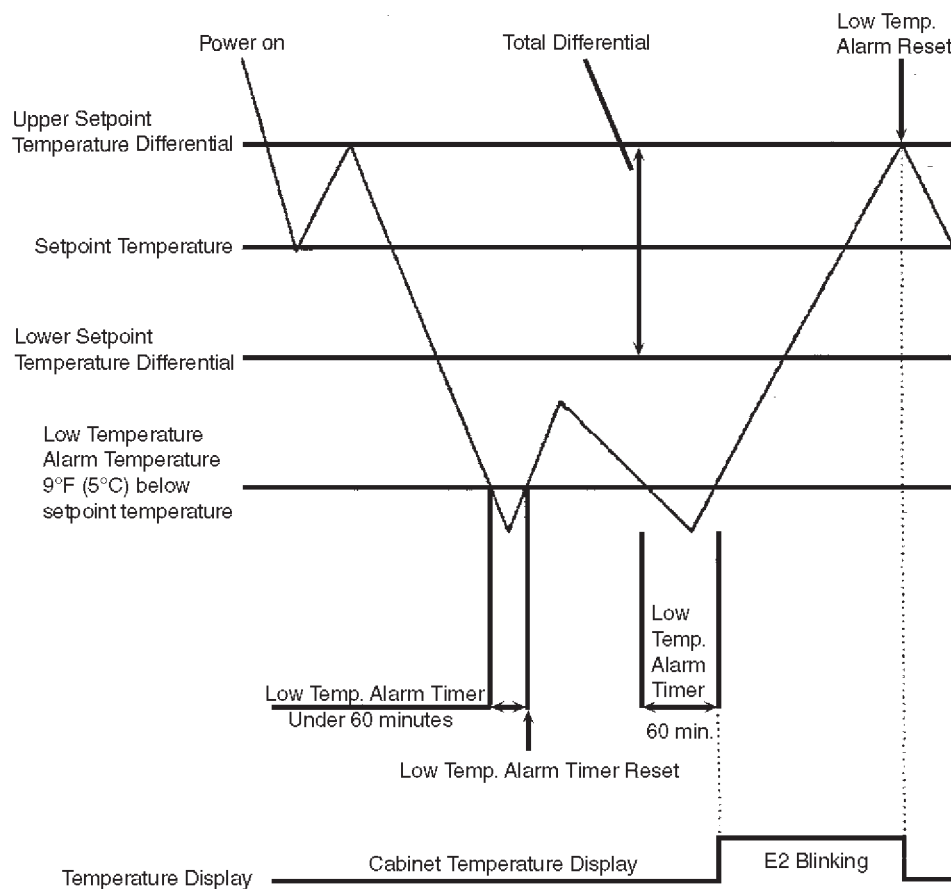 Power on
Total Differential
Low Temp.
Alarm Reset
Upper Setpoint
Temperature Differential
Setpoint Temperature
Lower Setpoint
Temperature Differential
Low Temperature
Alarm Temperature
9°F (5°C) below
setpoint temperature
Low
Temp.
Alarm
Timer
60 min.
Low Temp. Alarm Timer
Under 60 minutes
Low Temp. Alarm Timer Reset
Cabinet Temperature Display
E2 Blinking
Temperature Display